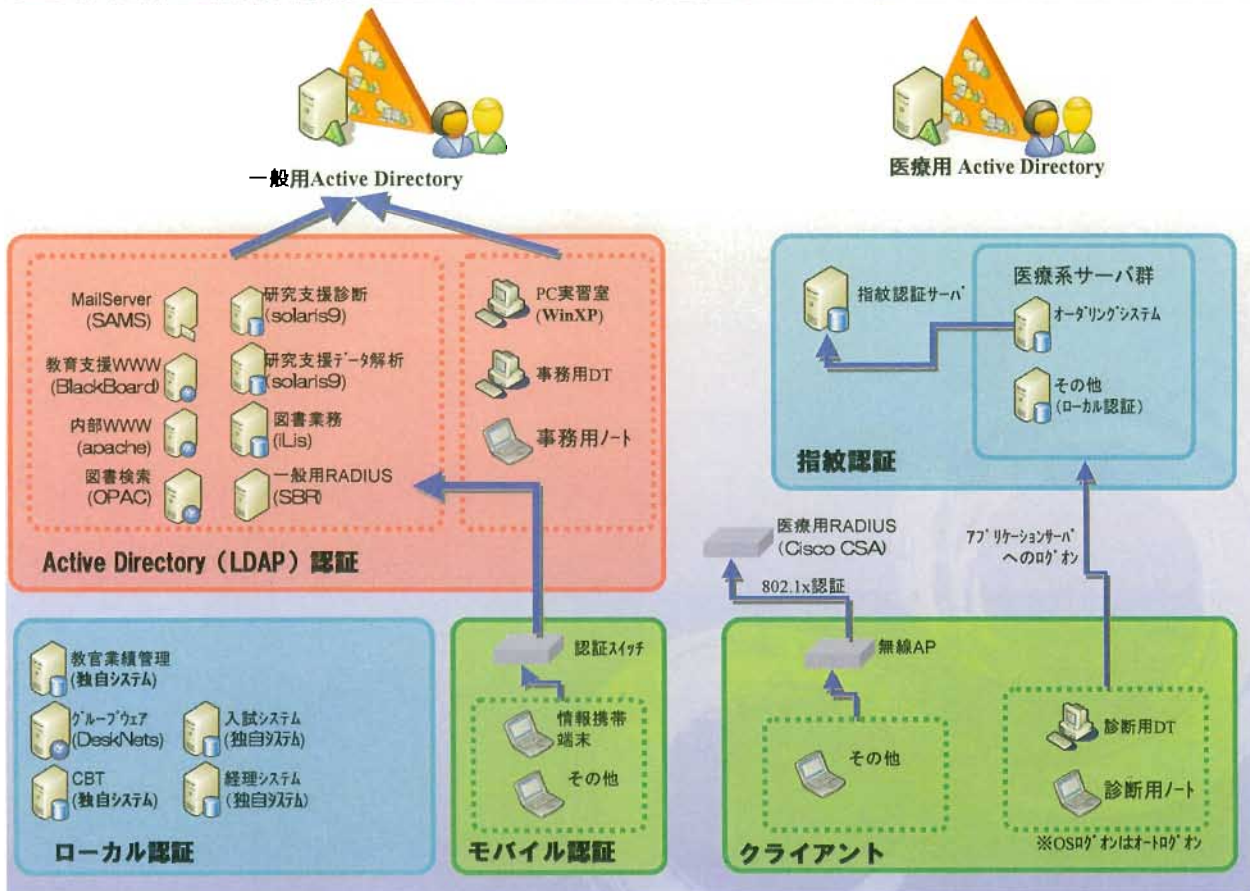 一般用Active Directory
医療用 Active Directory
MailServer
(SAMS)
研究支援診断
(solaris9)
教育支援WWW
(BlackBoard)
研究支援データ解析
(solaris9)
内部WWW
(apache)
図書業務
(iLis)
図書検索
(OPAC)
一般用RADIUS
(SBR)
PC実習室
(WinXP)
事務用DT
事務用ノート
Active Directory（LDAP）認証
指紋認証サーバ
医療系サーバ群
オーダリングシステム
その他
(ローカル認証)
指紋認証
医療用RADIUS
(Cisco CSA)
802.1x認証
アプリケーションサーバ
へのログオン
教官業績管理
(独自システム)
グループウェア
(DeskNets)
入試システム
(独自システム)
CBT
(独自システム)
経理システム
(独自システム)
ローカル認証
認証スイッチ
情報携帯
端末
その他
モバイル認証
無線AP
その他
診断用DT
診断用ノート
※OSログオンはオートログオン
クライアント